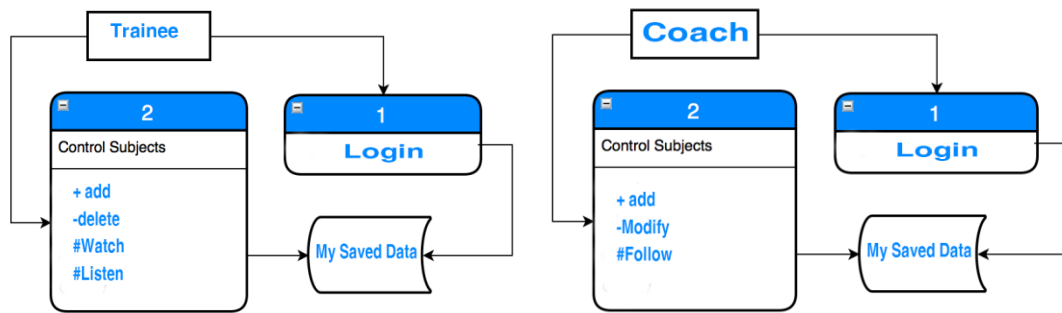 Trainee
2
Control Subjects
+ add
-delete
#Watch
#Listen
1
Login
My Saved Data
Coach
2
Control Subjects
+ add
-Modify
#Follow
1
Login
My Saved Data